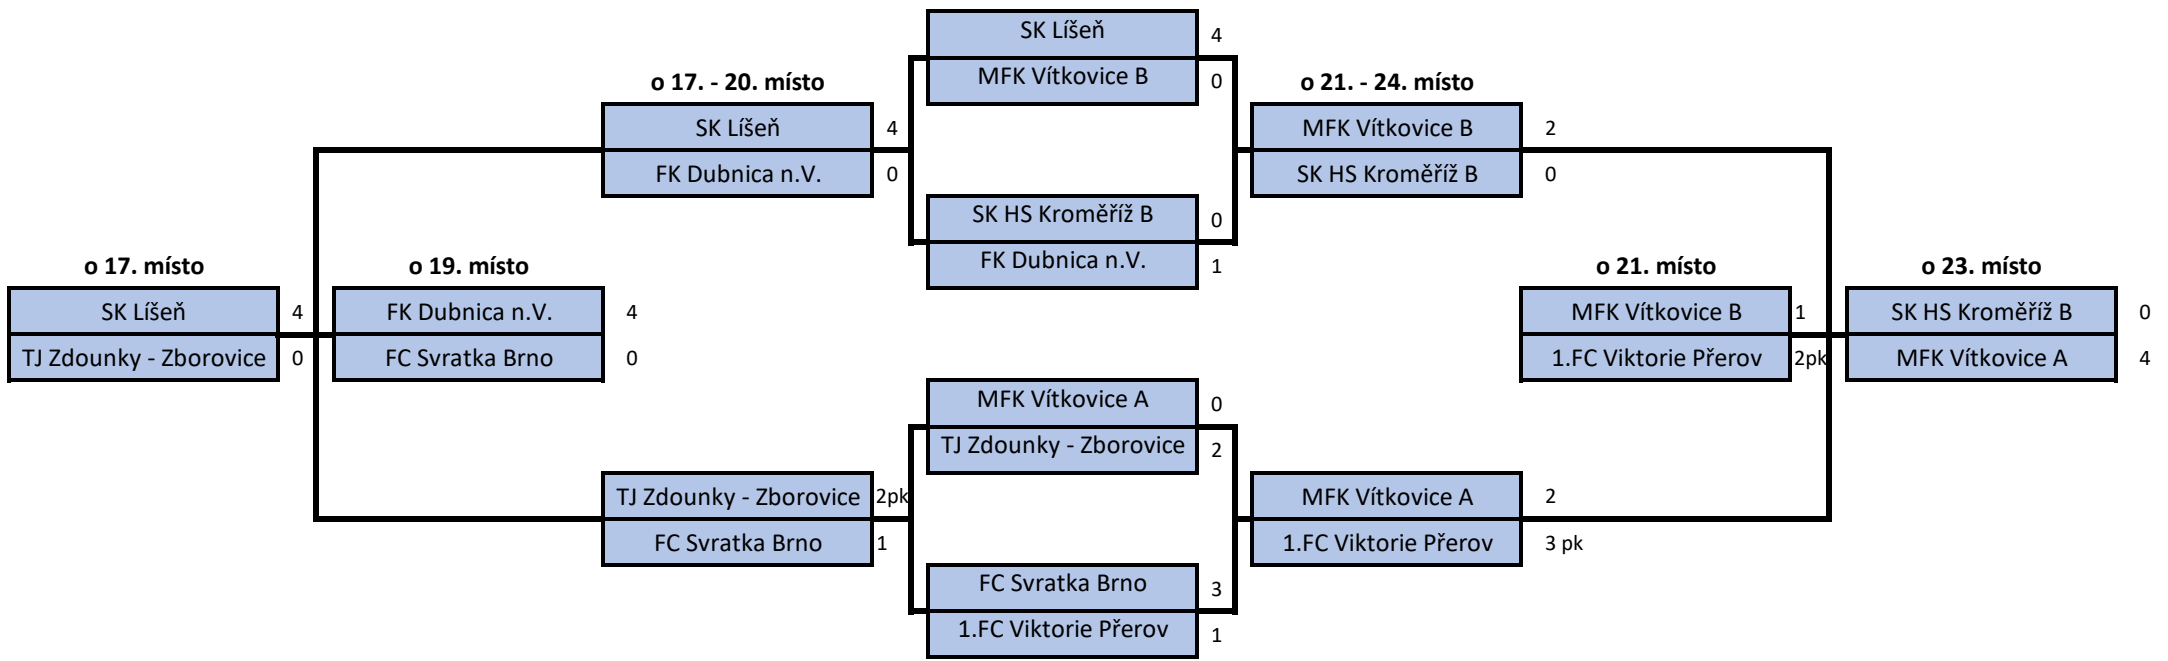 SK Líšeň 4
MFK Vítkovice B 0
o 17. - 20. místo
SK Líšeň 4
FK Dubnica n.V. 0
o 21. - 24. místo
MFK Vítkovice B 2
SK HS Kroměříž B 0
SK HS Kroměříž B 0
FK Dubnica n.V. 1
o 17. místo
SK Líšeň 4
TJ Zdounky - Zborovice 0
o 19. místo
FK Dubnica n.V. 4
FC Svratka Brno 0
o 21. místo
MFK Vítkovice B 1
1.FC Viktorie Přerov 2pk
o 23. místo
SK HS Kroměříž B 0
MFK Vítkovice A 4
MFK Vítkovice A 0
TJ Zdounky - Zborovice 2
TJ Zdounky - Zborovice 2pk
FC Svratka Brno 1
MFK Vítkovice A 2
1.FC Viktorie Přerov 3 pk
FC Svratka Brno 3
1.FC Viktorie Přerov 1